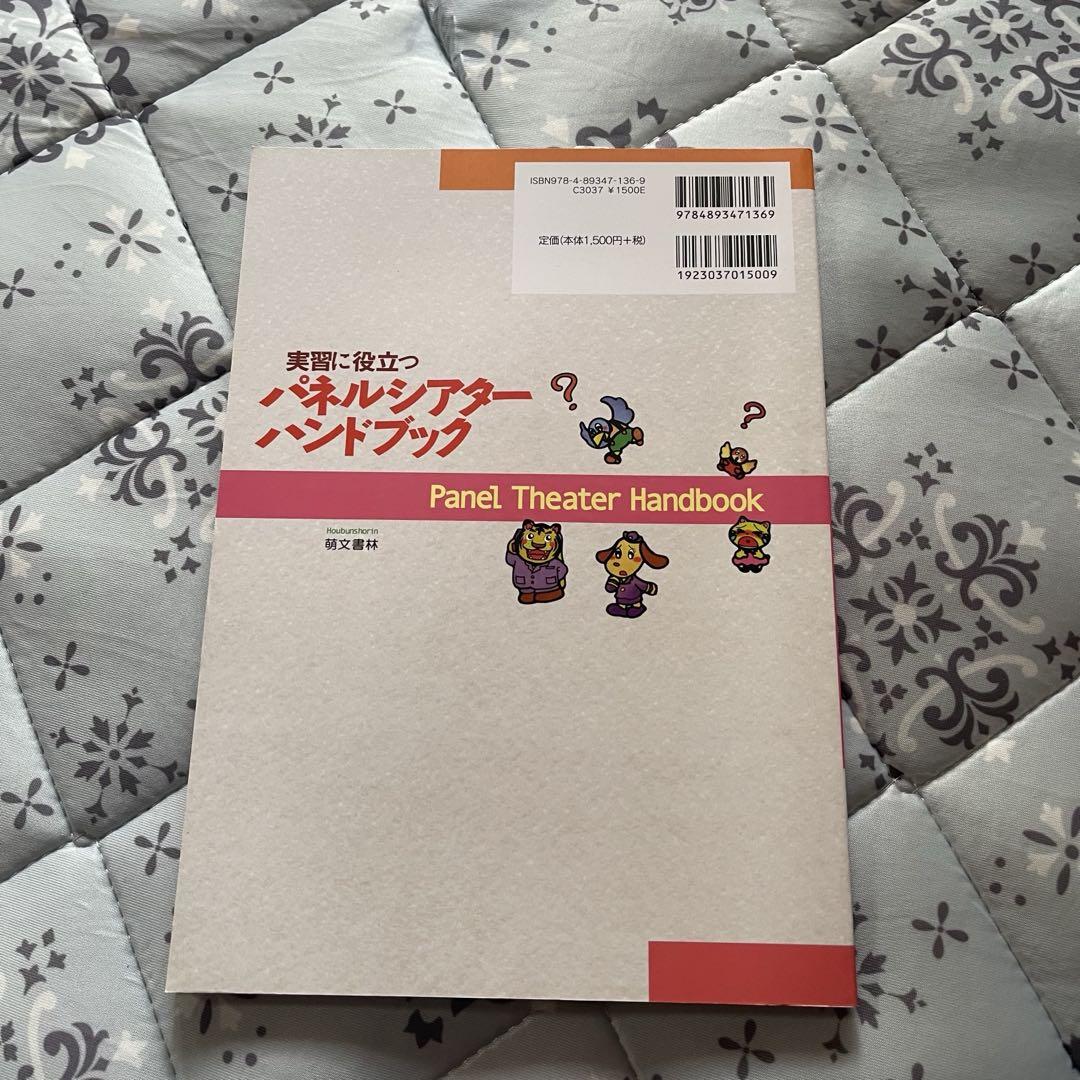 ISBN978-4-89347-136-9
C3037 ¥1500E
9784893471369
定価(本体1,500円+税)
1923037015009
実習に役立つ
パネルシアター
ハンドブック
?
?
Panel Theater Handbook
Houbunshorin
萌文書林